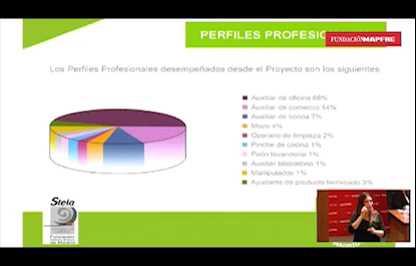 PERFILES PROFESIO
FUNDACIÓN MAPFRE
Los Perfiles Profesionales desempeñados desde el Proyecto son los siguientes:
Auxiliar de oficina 66%
Auxiliar de comercio 14%
Auxiliar de sonda 7%
Mozo 4%
Operario de limpieza 2%
Pinche de cocina 1%
Peón lavandería 1%
Auxiliar laboratorio 1%
Manipulados 1%
Ayudante de producto terminado 3%
Stela